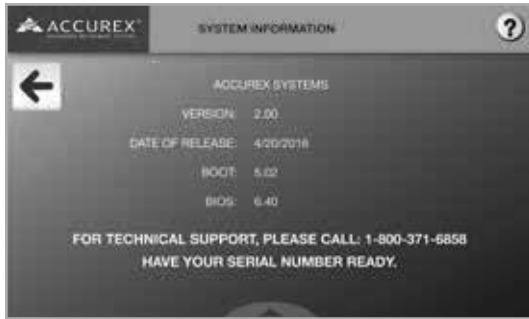 ACCUREX®
SYSTEM INFORMATION
?
ACCUREX SYSTEMS
VERSION: 2.00
DATE OF RELEASE: 4/20/2016
BOOT: 5.02
BIOS: 6.40
FOR TECHNICAL SUPPORT, PLEASE CALL: 1-800-371-6858
HAVE YOUR SERIAL NUMBER READY.